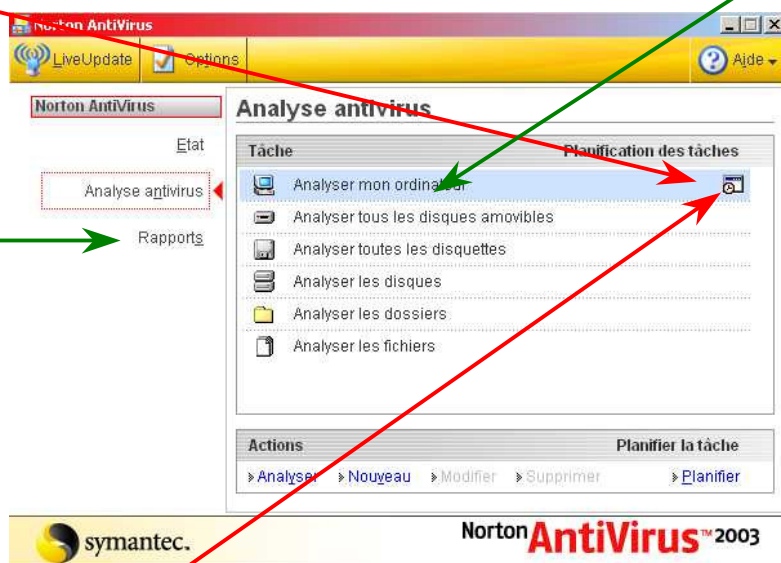 Norton AntiVirus
LiveUpdate Options Aide
Norton AntiVirus
Etat
Analyse antivirus
Rapports
Analyse antivirus
Tâche Planification des tâches
Analyser mon ordinateur
Analyser tous les disques amovibles
Analyser toutes les disquettes
Analyser les disques
Analyser les dossiers
Analyser les fichiers
Actions Planifier la tâche
Analyser Nouveau Modifier Supprimer Planifier
symantec.
Norton AntiVirus™ 2003